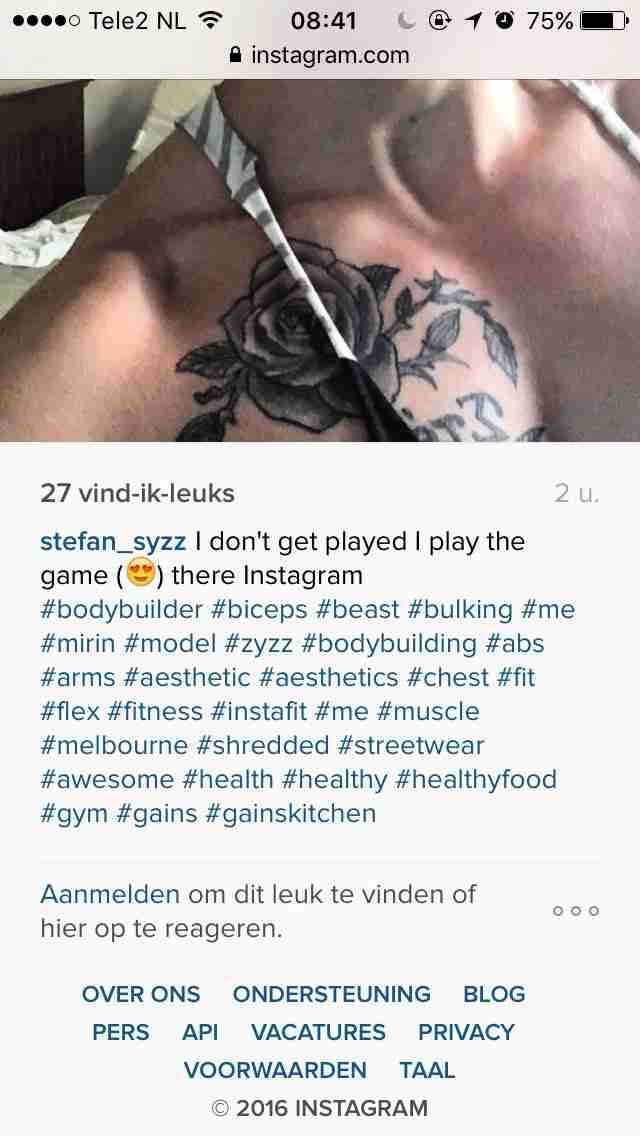 Tele2 NL 08:41 75%
instagram.com
27 vind-ik-leuks 2 u.
stefan_syzz I don't get played I play the
game (😍) there Instagram
#bodybuilder #biceps #beast #bulking #me
#mirin #model #zyzz #bodybuilding #abs
#arms #aesthetic #aesthetics #chest #fit
#flex #fitness #instafit #me #muscle
#melbourne #shredded #streetwear
#awesome #health #healthy #healthyfood
#gym #gains #gainskitchen
Aanmelden om dit leuk te vinden of
hier op te reageren.
OVER ONS ONDERSTEUNING BLOG
PERS API VACATURES PRIVACY
VOORWAARDEN TAAL
© 2016 INSTAGRAM